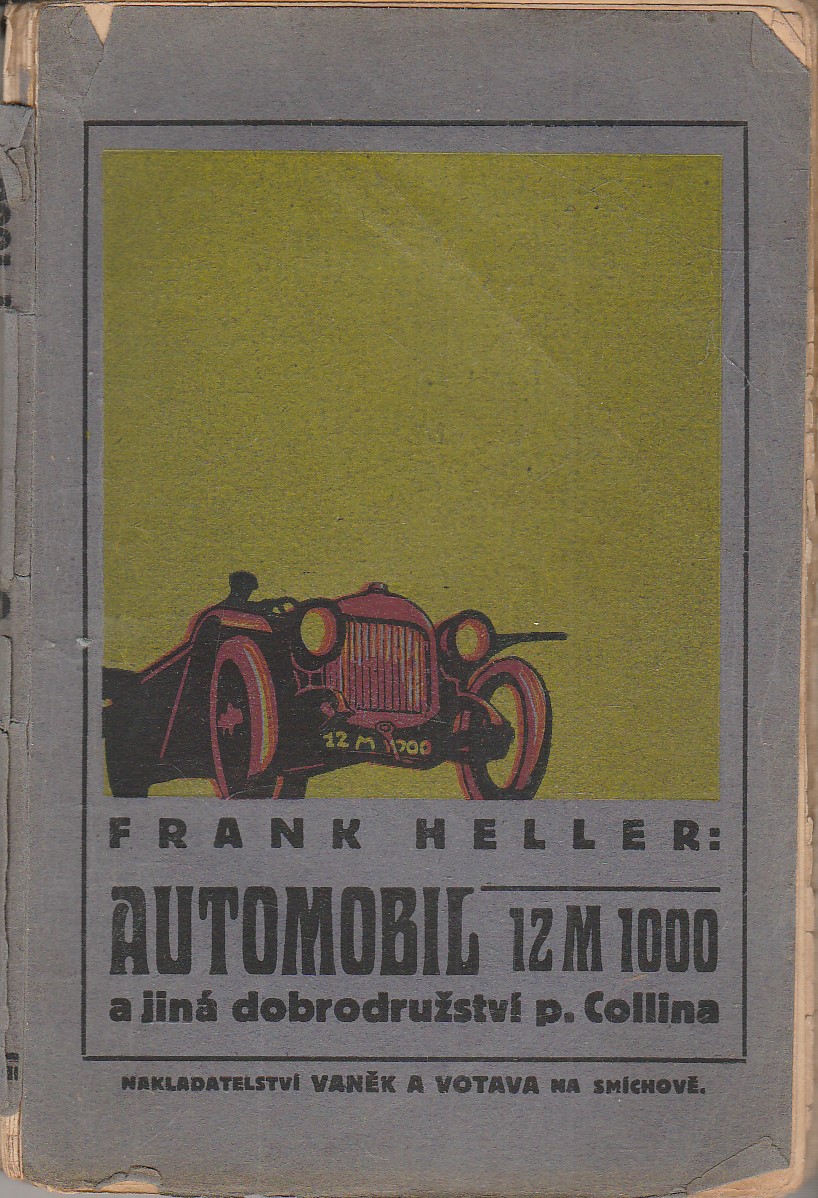 12 M 1000
FRANK HELLER:
AUTOMOBIL 12 M 1000
a jiná dobrodružství p. Collina
NAKLADATELSTVÍ VANĚK A VOTAVA NA SMÍCHOVĚ.